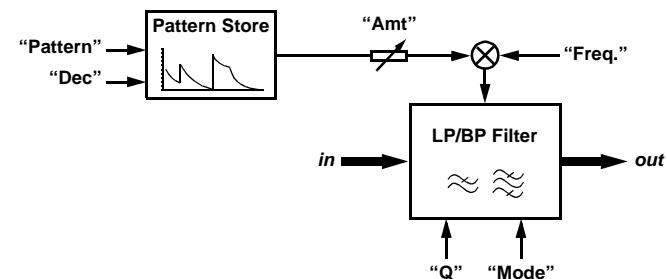 Pattern Store
“Amt”
“Pattern”
“Freq.”
“Dec”
LP/BP Filter
in
out
“Q”
“Mode”